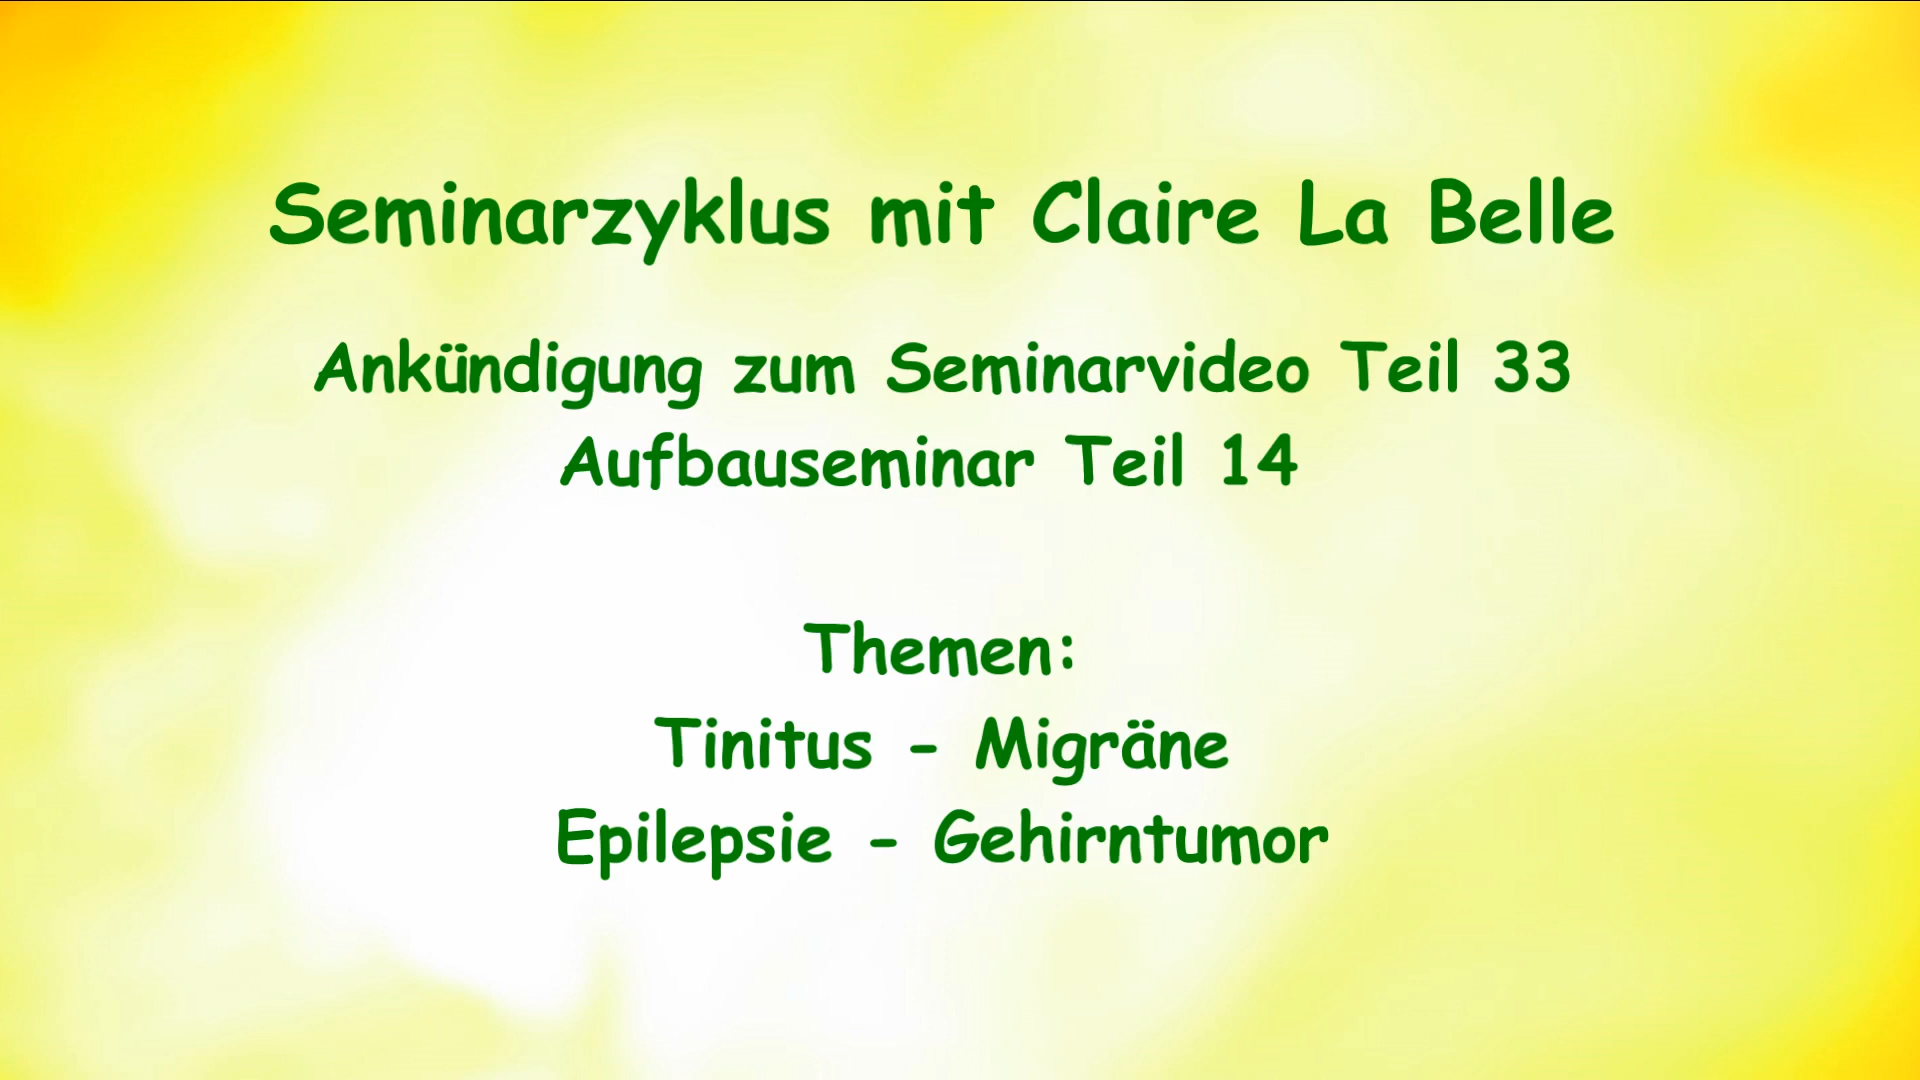 Seminarzyklus mit Claire La Belle
Ankündigung zum Seminarvideo Teil 33
Aufbauseminar Teil 14
Themen:
Tinitus - Migräne
Epilepsie - Gehirntumor